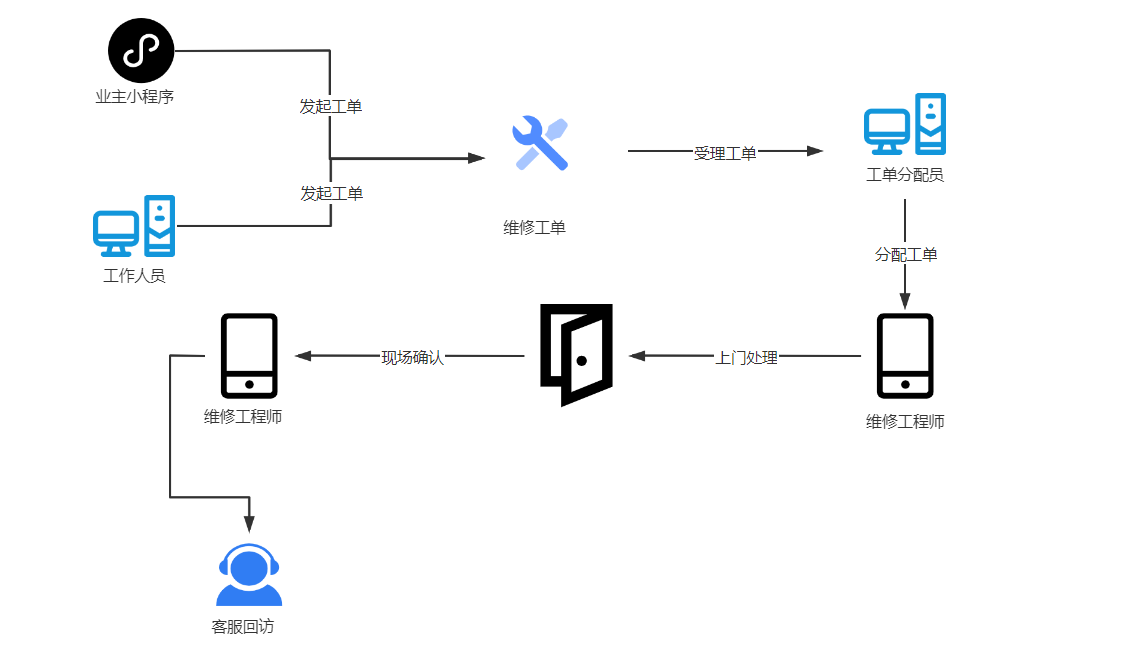 业主小程序
发起工单
发起工单
工作人员
维修工单
受理工单
工单分配员
分配工单
维修工程师
上门处理
现场确认
维修工程师
客服回访